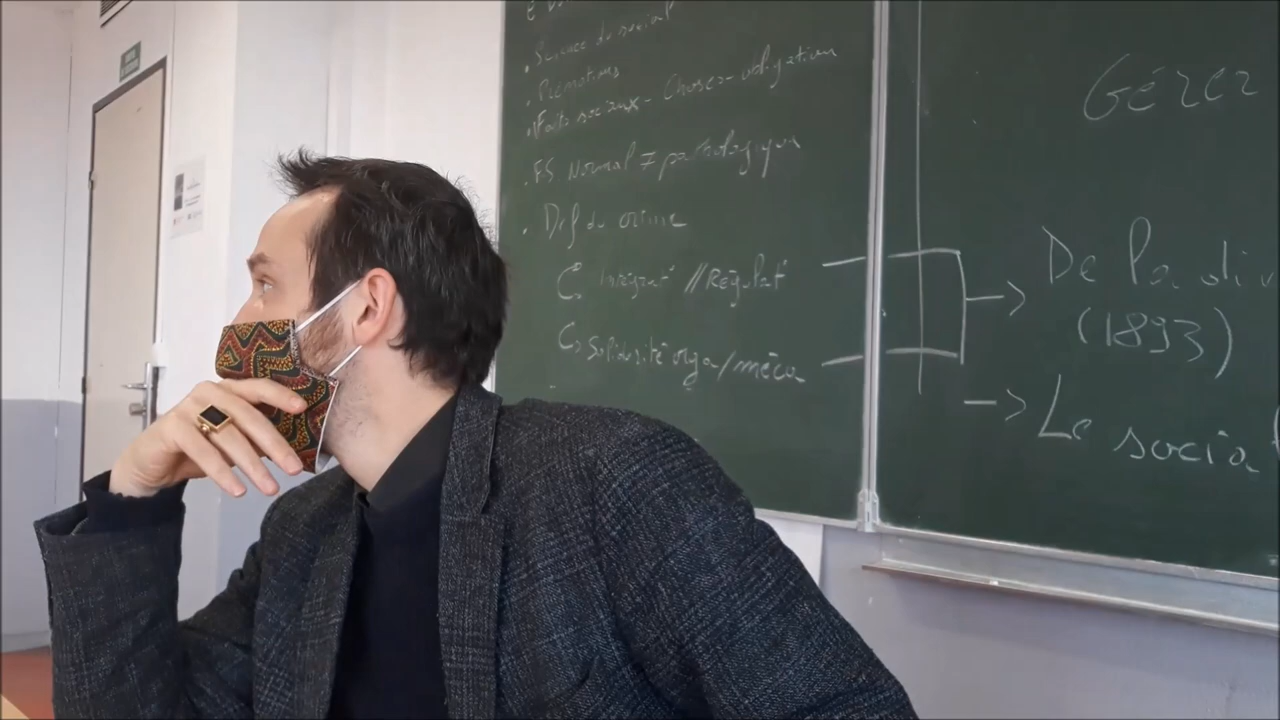 . Science du social
. Prénotions
. Faits sociaux - Choses - obligation
. FS. Normal ≠ pathologique
. Def du crime
Intégrat° // Régulat°
Solidarité orga/méca
Gérer
→ De la div
(1893)
→ Le socia